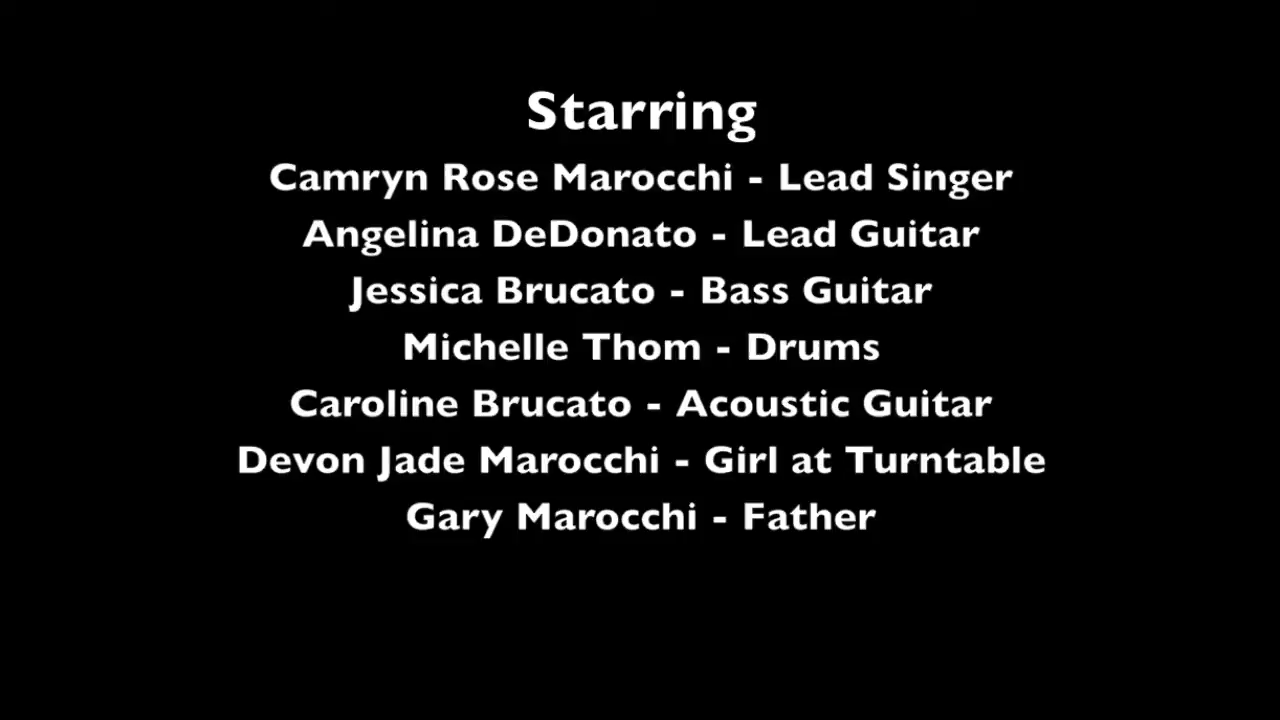 Starring
Camryn Rose Marocchi - Lead Singer
Angelina DeDonato - Lead Guitar
Jessica Brucato - Bass Guitar
Michelle Thom - Drums
Caroline Brucato - Acoustic Guitar
Devon Jade Marocchi - Girl at Turntable
Gary Marocchi - Father